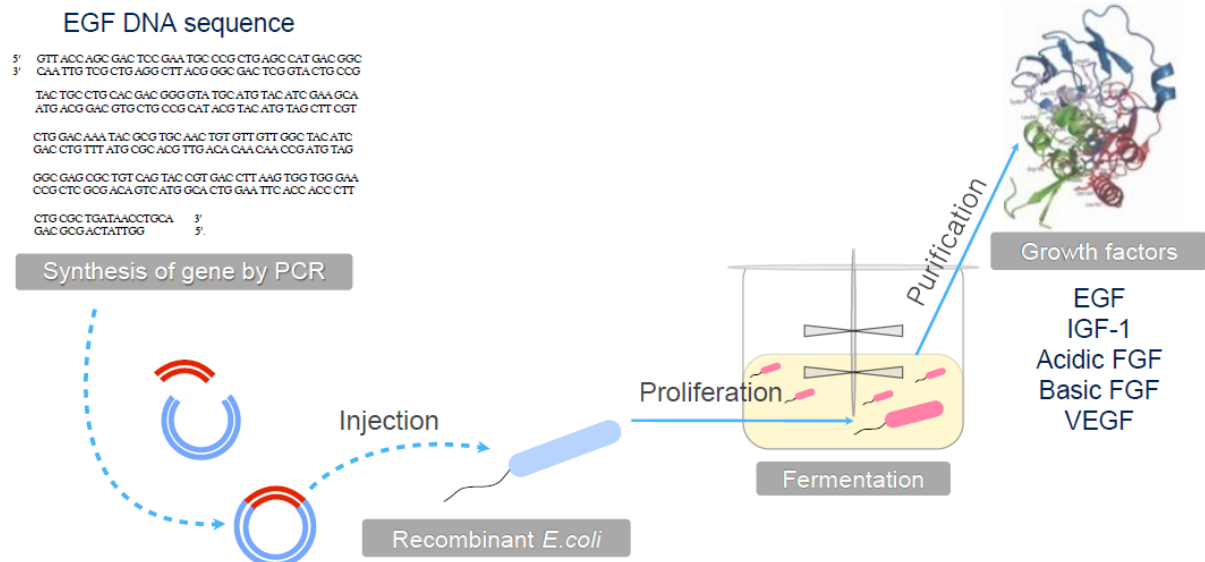 EGF DNA sequence
5' GTT ACC AGC GAC TCC GAA TGC CCG CTG AGC CAT GAC GGC
3' CAA TTG TCG CTG AGG CTT ACG GGC GAC TCG GTA CTG CCG
TAC TGC CTG CAC GAC GGG GTA TGC ATG TAC ATC GAA GCA
ATG ACG GAC GTG CTG CCG CAT ACG TAC ATG TAG CTT CGT
CTG GAC AAA TAC GCG TGC AAC TGT GTT GTT GGC TAC ATC
GAC CTG TTT ATG CGC ACG TTG ACA CAA CAA CCG ATG TAG
GGC GAG CGC TGT CAG TAC CGT GAC CTT AAG TGG TGG GAA
CCG CTC GCG ACA GTC ATG GCA CTG GAA TTC ACC ACC CTT
CTG CGC TGATAACCTGCA 3'
GAC GCG ACTATTGG 5'.
Synthesis of gene by PCR
Injection
Recombinant E.coli
Proliferation
Fermentation
Purification
Growth factors
EGF
IGF-1
Acidic FGF
Basic FGF
VEGF